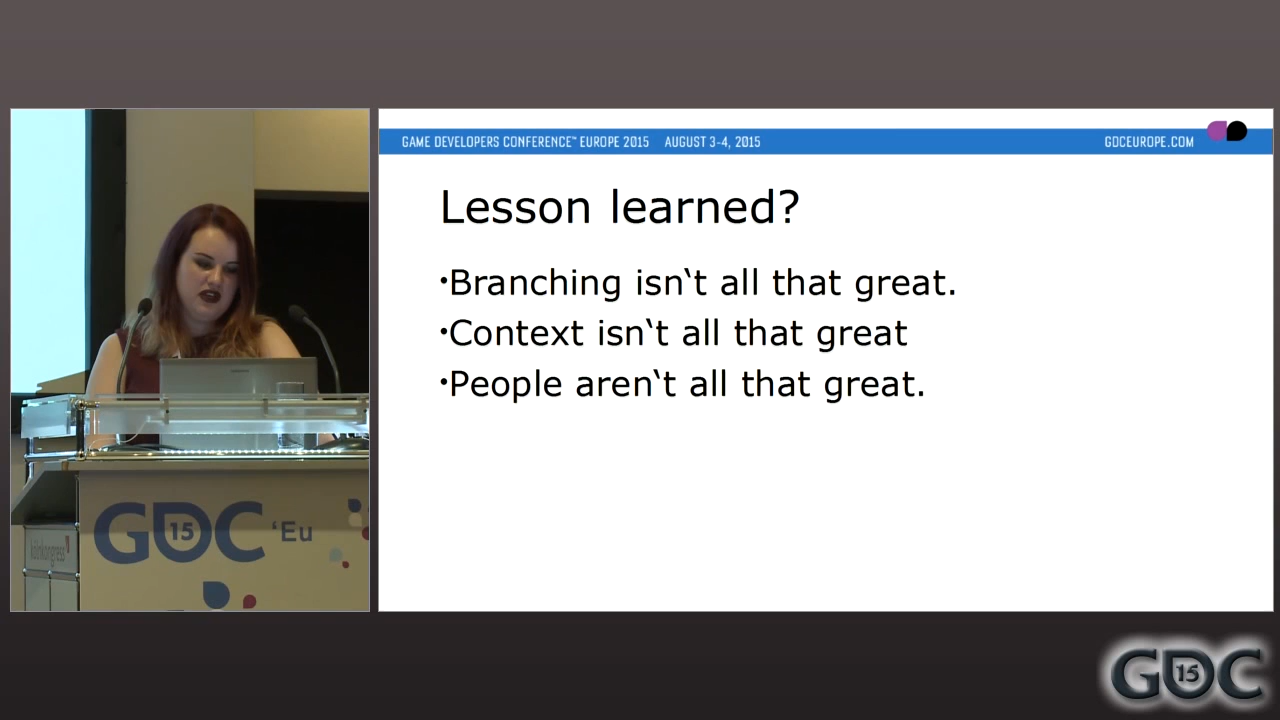 GAME DEVELOPERS CONFERENCE™ EUROPE 2015 AUGUST 3-4, 2015 GDCEUROPE.COM
Lesson learned?
•Branching isn‘t all that great.
•Context isn‘t all that great
•People aren‘t all that great.
GDC 15 ‘Eu
kölnkongress
GDC 15